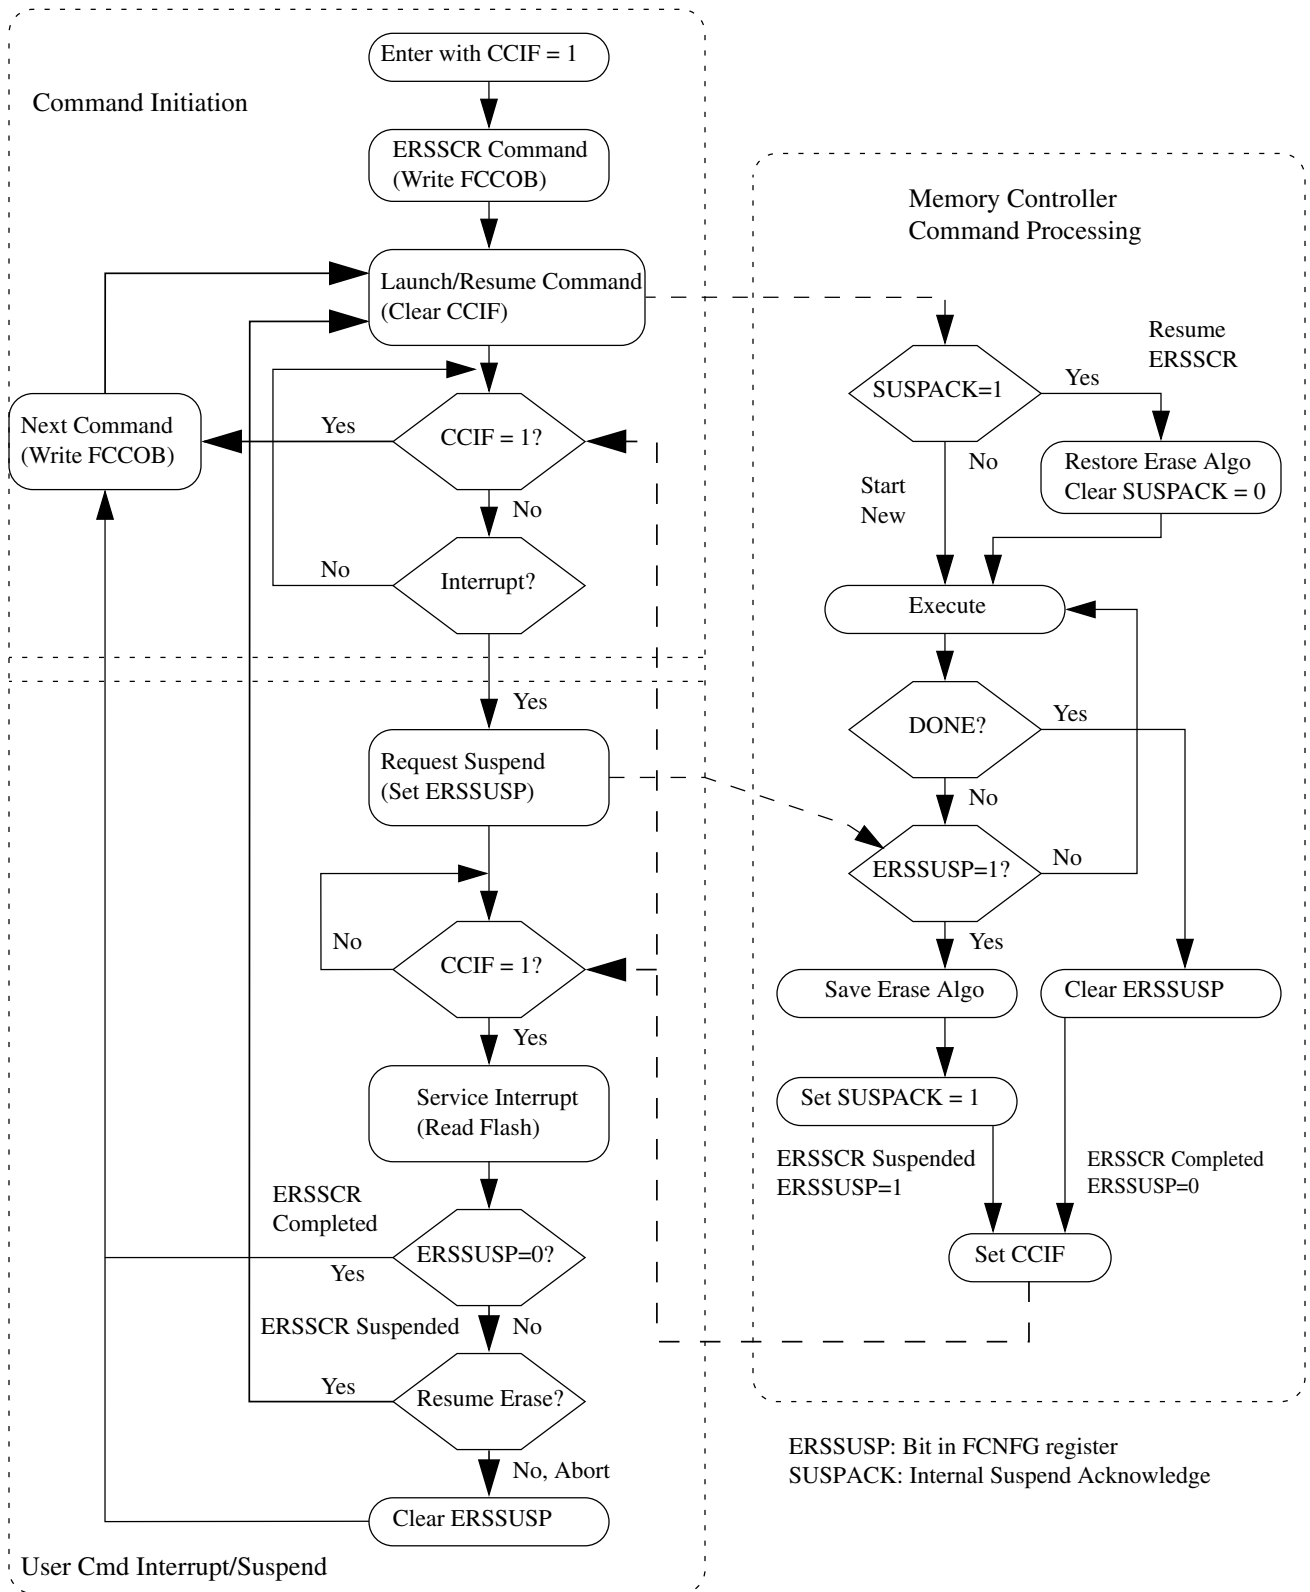 Enter with CCIF = 1
Command Initiation
ERSSCR Command
(Write FCCOB)
Launch/Resume Command
(Clear CCIF)
Next Command
(Write FCCOB)
Yes
CCIF = 1?
No
No
Interrupt?
Yes
Request Suspend
(Set ERSSUSP)
No
CCIF = 1?
Yes
Service Interrupt
(Read Flash)
ERSSCR
Completed
ERSSUSP=0?
Yes
ERSSCR Suspended
No
Yes
Resume Erase?
No, Abort
Clear ERSSUSP
User Cmd Interrupt/Suspend
Memory Controller
Command Processing
Resume
ERSSCR
SUSPACK=1
Yes
No
Restore Erase Algo
Clear SUSPACK = 0
Start
New
Execute
DONE?
Yes
No
ERSSUSP=1?
No
Yes
Save Erase Algo
Clear ERSSUSP
Set SUSPACK = 1
ERSSCR Suspended
ERSSUSP=1
ERSSCR Completed
ERSSUSP=0
Set CCIF
ERSSUSP: Bit in FCNFG register
SUSPACK: Internal Suspend Acknowledge